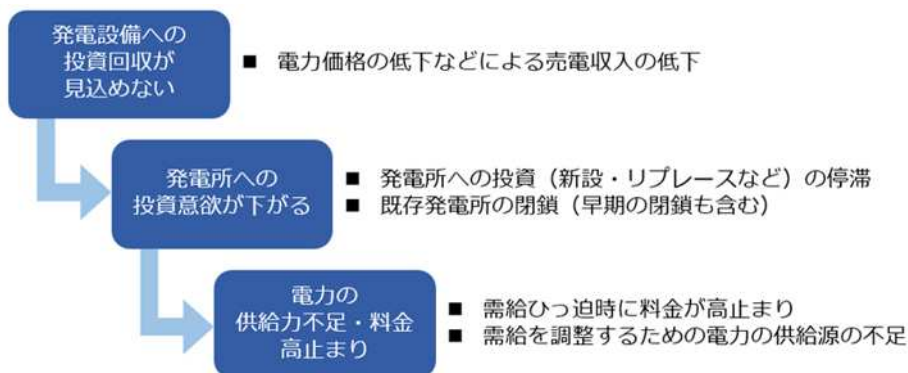 発電設備への
投資回収が
見込めない
■ 電力価格の低下などによる売電収入の低下
発電所への
投資意欲が下がる
■ 発電所への投資（新設・リプレースなど）の停滞
■ 既存発電所の閉鎖（早期の閉鎖も含む）
電力の
供給力不足・料金
高止まり
■ 需給ひっ迫時に料金が高止まり
■ 需給を調整するための電力の供給源の不足